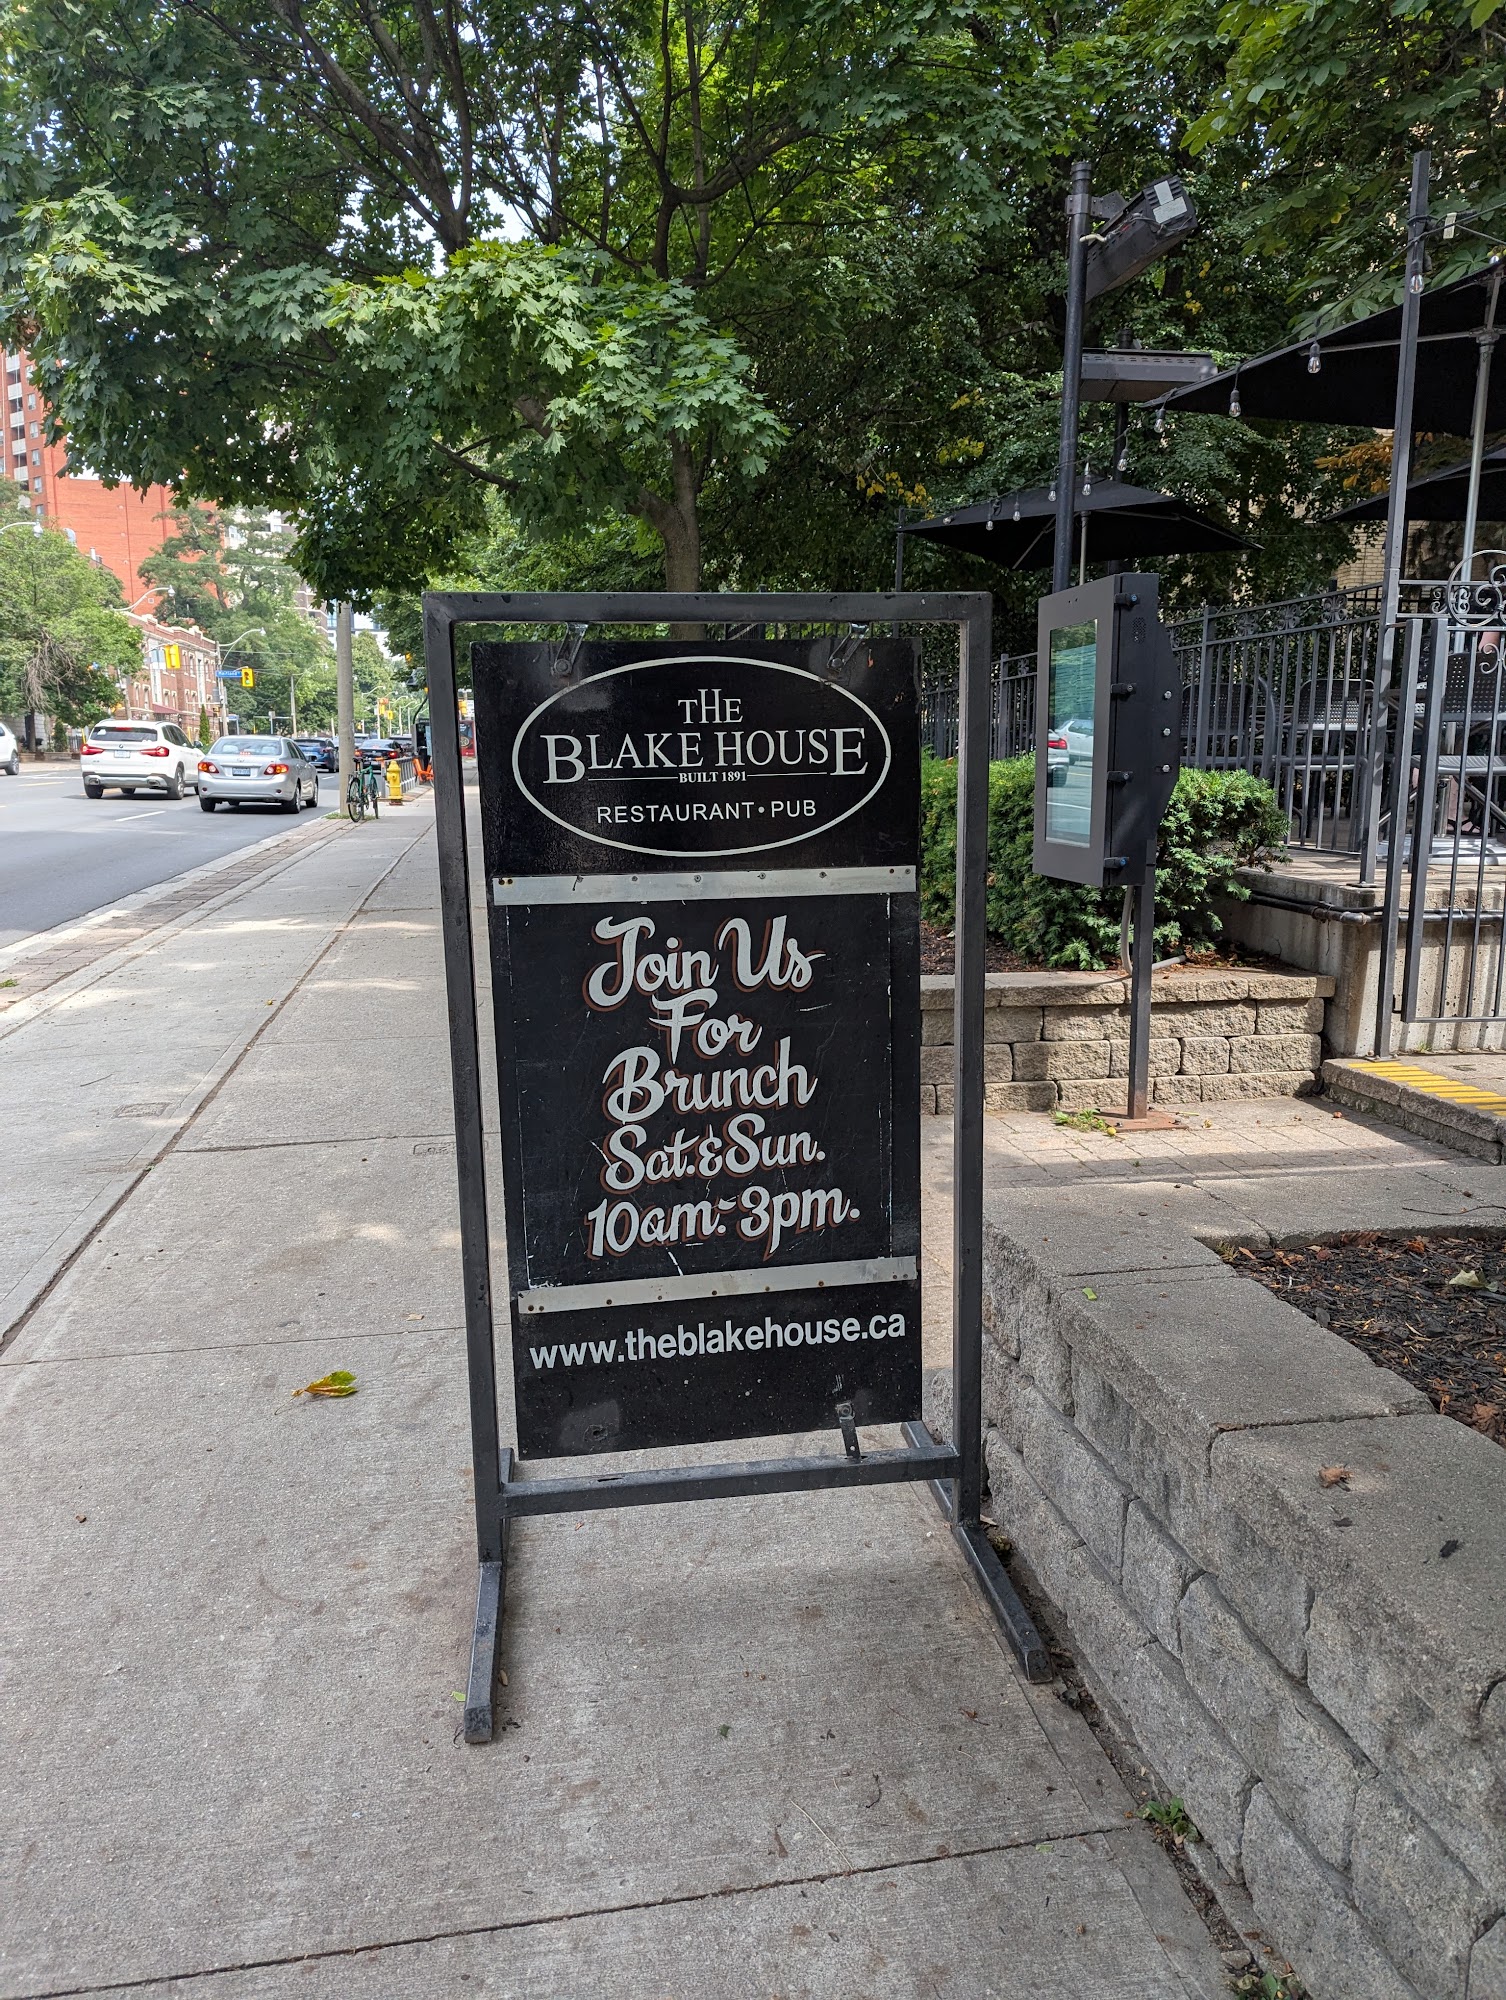 THE
BLAKE HOUSE
BUILT 1891
RESTAURANT • PUB
Join Us
For
Brunch
Sat. & Sun.
10am.- 3pm.
www.theblakehouse.ca